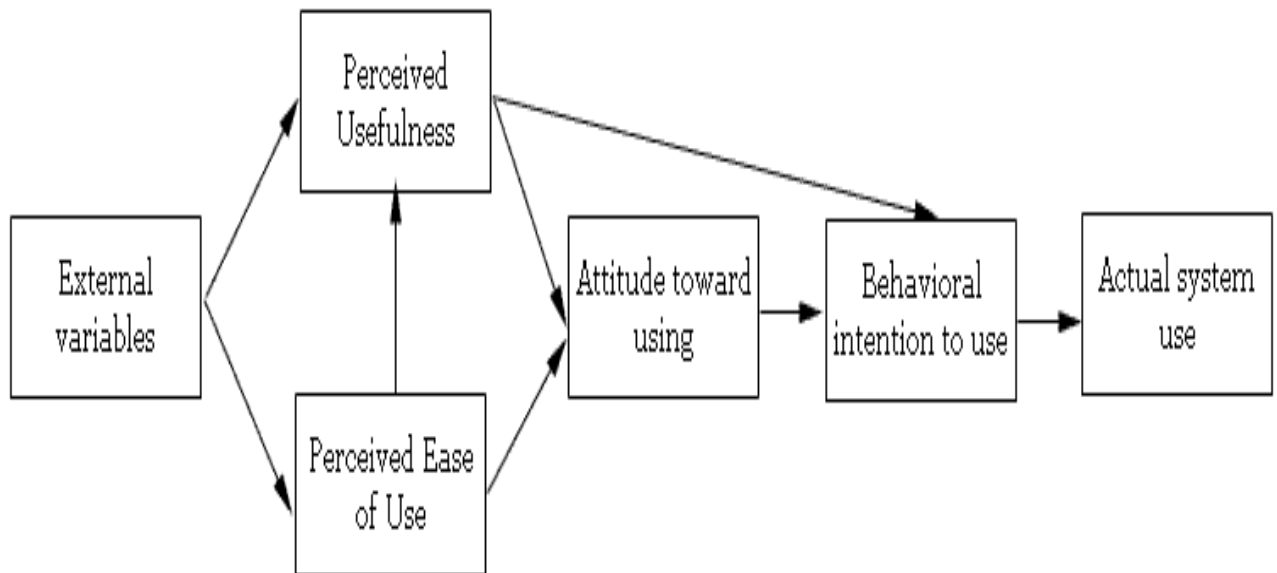 Perceived
Usefulness
External
variables
Perceived Ease
of Use
Attitude toward
using
Behavioral
intention to use
Actual system
use